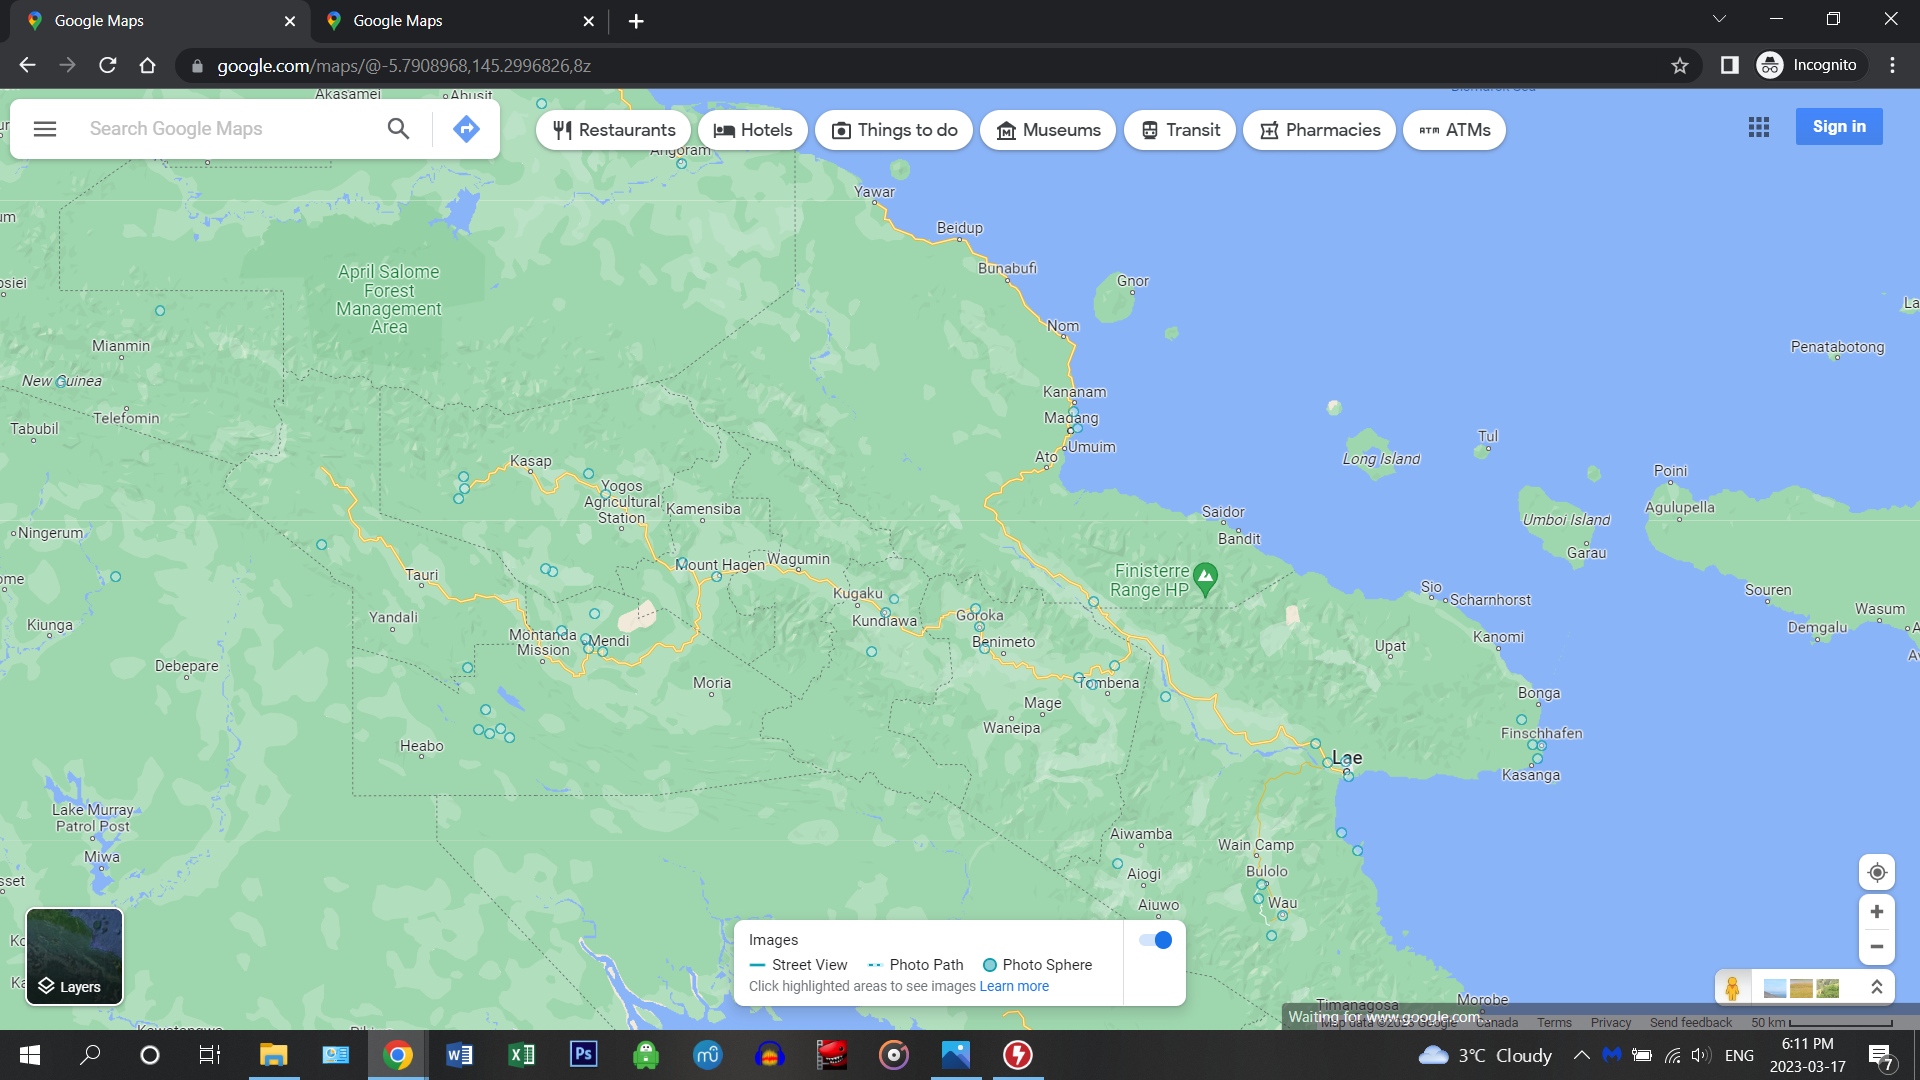 Google Maps
Google Maps
google.com/maps/@-5.7908968,145.2996826,8z
Incognito
Akasamei
Abusit
Search Google Maps
Restaurants
Hotels
Things to do
Museums
Transit
Pharmacies
ATM ATMs
Sign in
Angoram
Yawar
Beidup
Bunabufi
Gnor
April Salome
Forest
Management
Area
Nom
Mianmin
Penatabotong
New Guinea
Kananam
Madang
Telefomin
Tabubil
Umuim
Ato
Tul
Long Island
Kasap
Poini
Yogos
Agricultural
Station
Kamensiba
Agulupella
Saidor
Bandit
Umboi Island
Garau
Ningerum
Mount Hagen
Wagumin
Finisterre
Range HP
Tauri
Kugaku
Kundiawa
Goroka
Sio
Scharnhorst
Souren
Wasum
Demgalu
Yandali
Kiunga
Montanda
Mission
Mendi
Benimeto
Upat
Kanomi
Debepare
Moria
Tombena
Mage
Waneipa
Bonga
Finschhafen
Kasanga
Heabo
Lae
Lake Murray
Patrol Post
Miwa
Aiwamba
Wain Camp
Bulolo
Aiogi
Wau
Aiuwo
Images
Street View
Photo Path
Photo Sphere
Click highlighted areas to see images Learn more
Layers
Timanagosa
Morobe
Waiting for www.google.com...
Canada
Terms
Privacy
Send feedback
50 km
3°C Cloudy
ENG
6:11 PM
2023-03-17
7